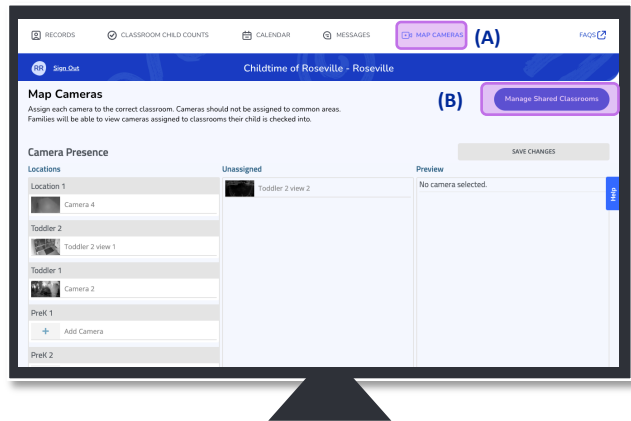 RECORDS
CLASSROOM CHILD COUNTS
CALENDAR
MESSAGES
MAP CAMERAS
(A)
FAQS
RR
Sign Out
Childtime of Roseville - Roseville
Map Cameras
Assign each camera to the correct classroom. Cameras should not be assigned to common areas.
Families will be able to view cameras assigned to classrooms their child is checked into.
(B)
Manage Shared Classrooms
Camera Presence
SAVE CHANGES
Locations
Unassigned
Preview
Location 1
Toddler 2 view 2
No camera selected.
Help
Camera 4
Toddler 2
Toddler 2 view 1
Toddler 1
Camera 2
PreK 1
+ Add Camera
PreK 2